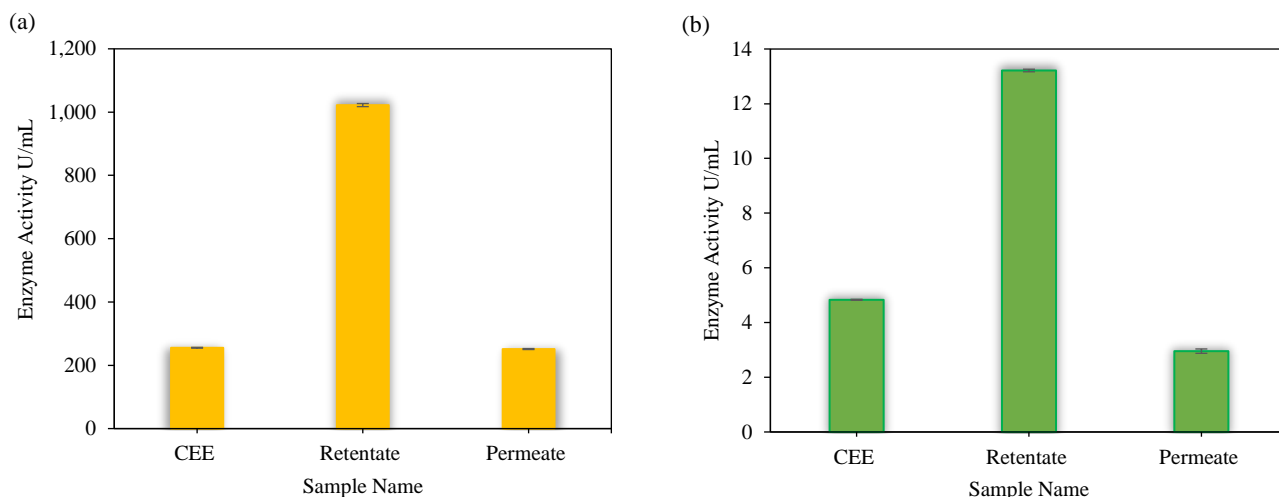 (a)
Enzyme Activity U/mL
1,200
1,000
800
600
400
200
0
CEE Retentate Permeate
Sample Name
(b)
Enzyme Activity U/mL
14
12
10
8
6
4
2
0
CEE Retentate Permeate
Sample Name